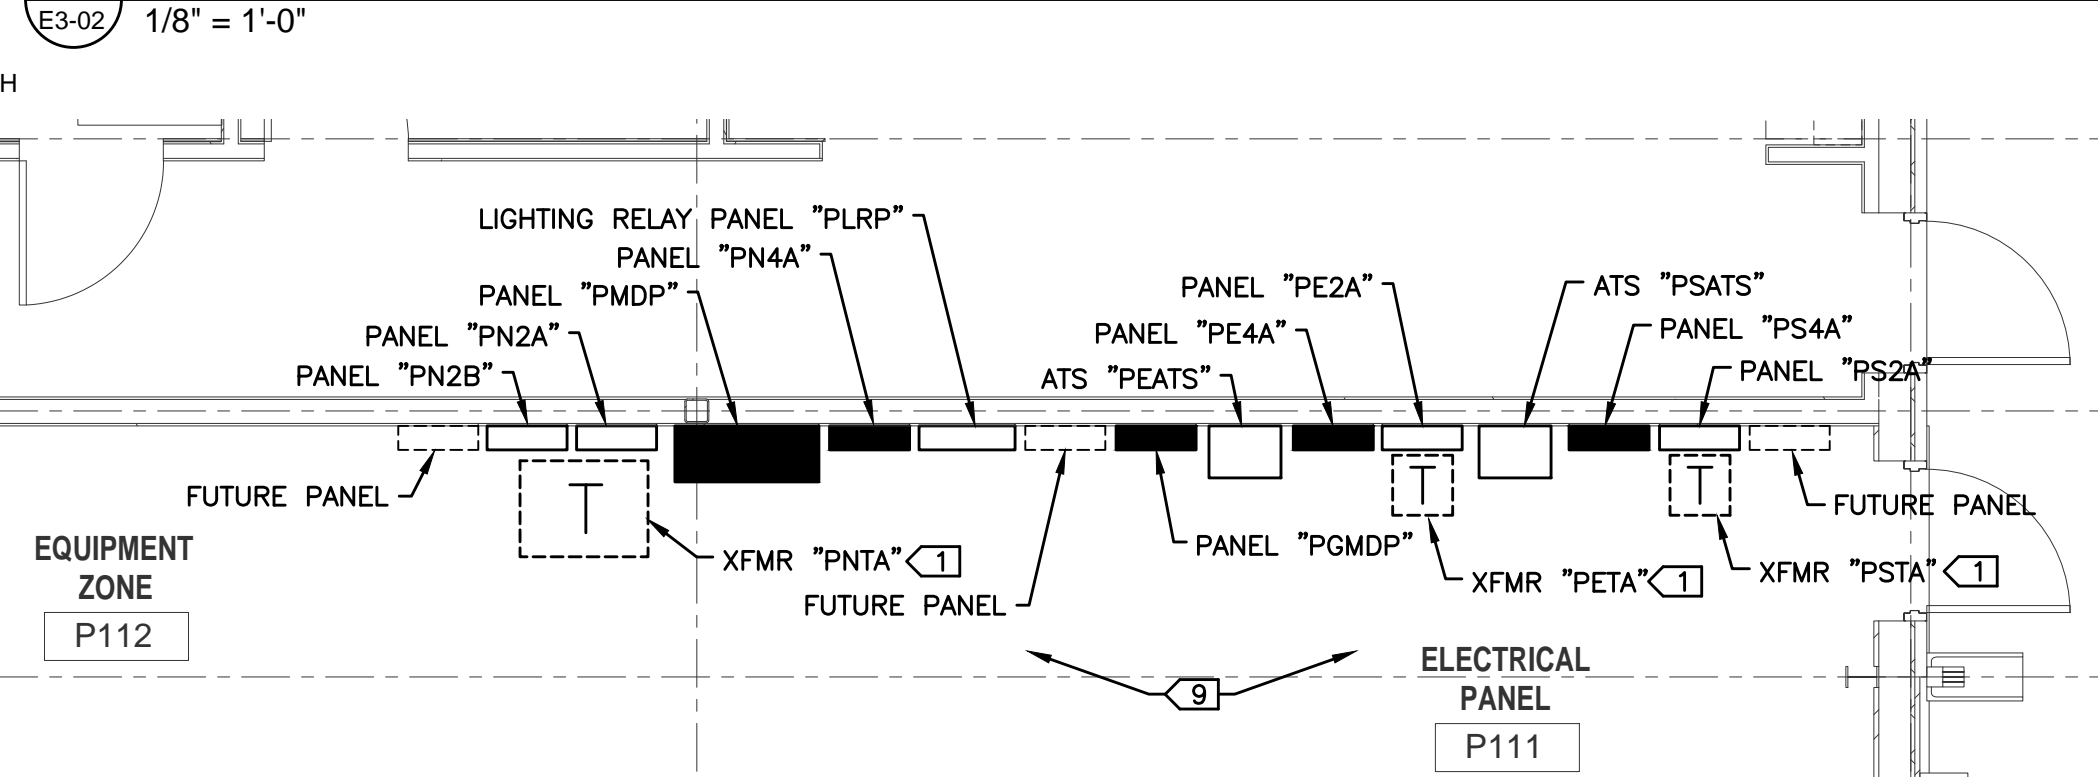 E3-02 1/8" = 1'-0"
H
LIGHTING RELAY PANEL "PLRP"
PANEL "PN4A"
PANEL "PMDP"
PANEL "PN2A"
PANEL "PN2B"
PANEL "PE2A"
PANEL "PE4A"
ATS "PEATS"
ATS "PSATS"
PANEL "PS4A"
PANEL "PS2A"
FUTURE PANEL
T
XFMR "PNTA" 1
FUTURE PANEL
PANEL "PGMDP"
T
XFMR "PETA" 1
T
XFMR "PSTA" 1
FUTURE PANEL
EQUIPMENT
ZONE
P112
9
ELECTRICAL
PANEL
P111